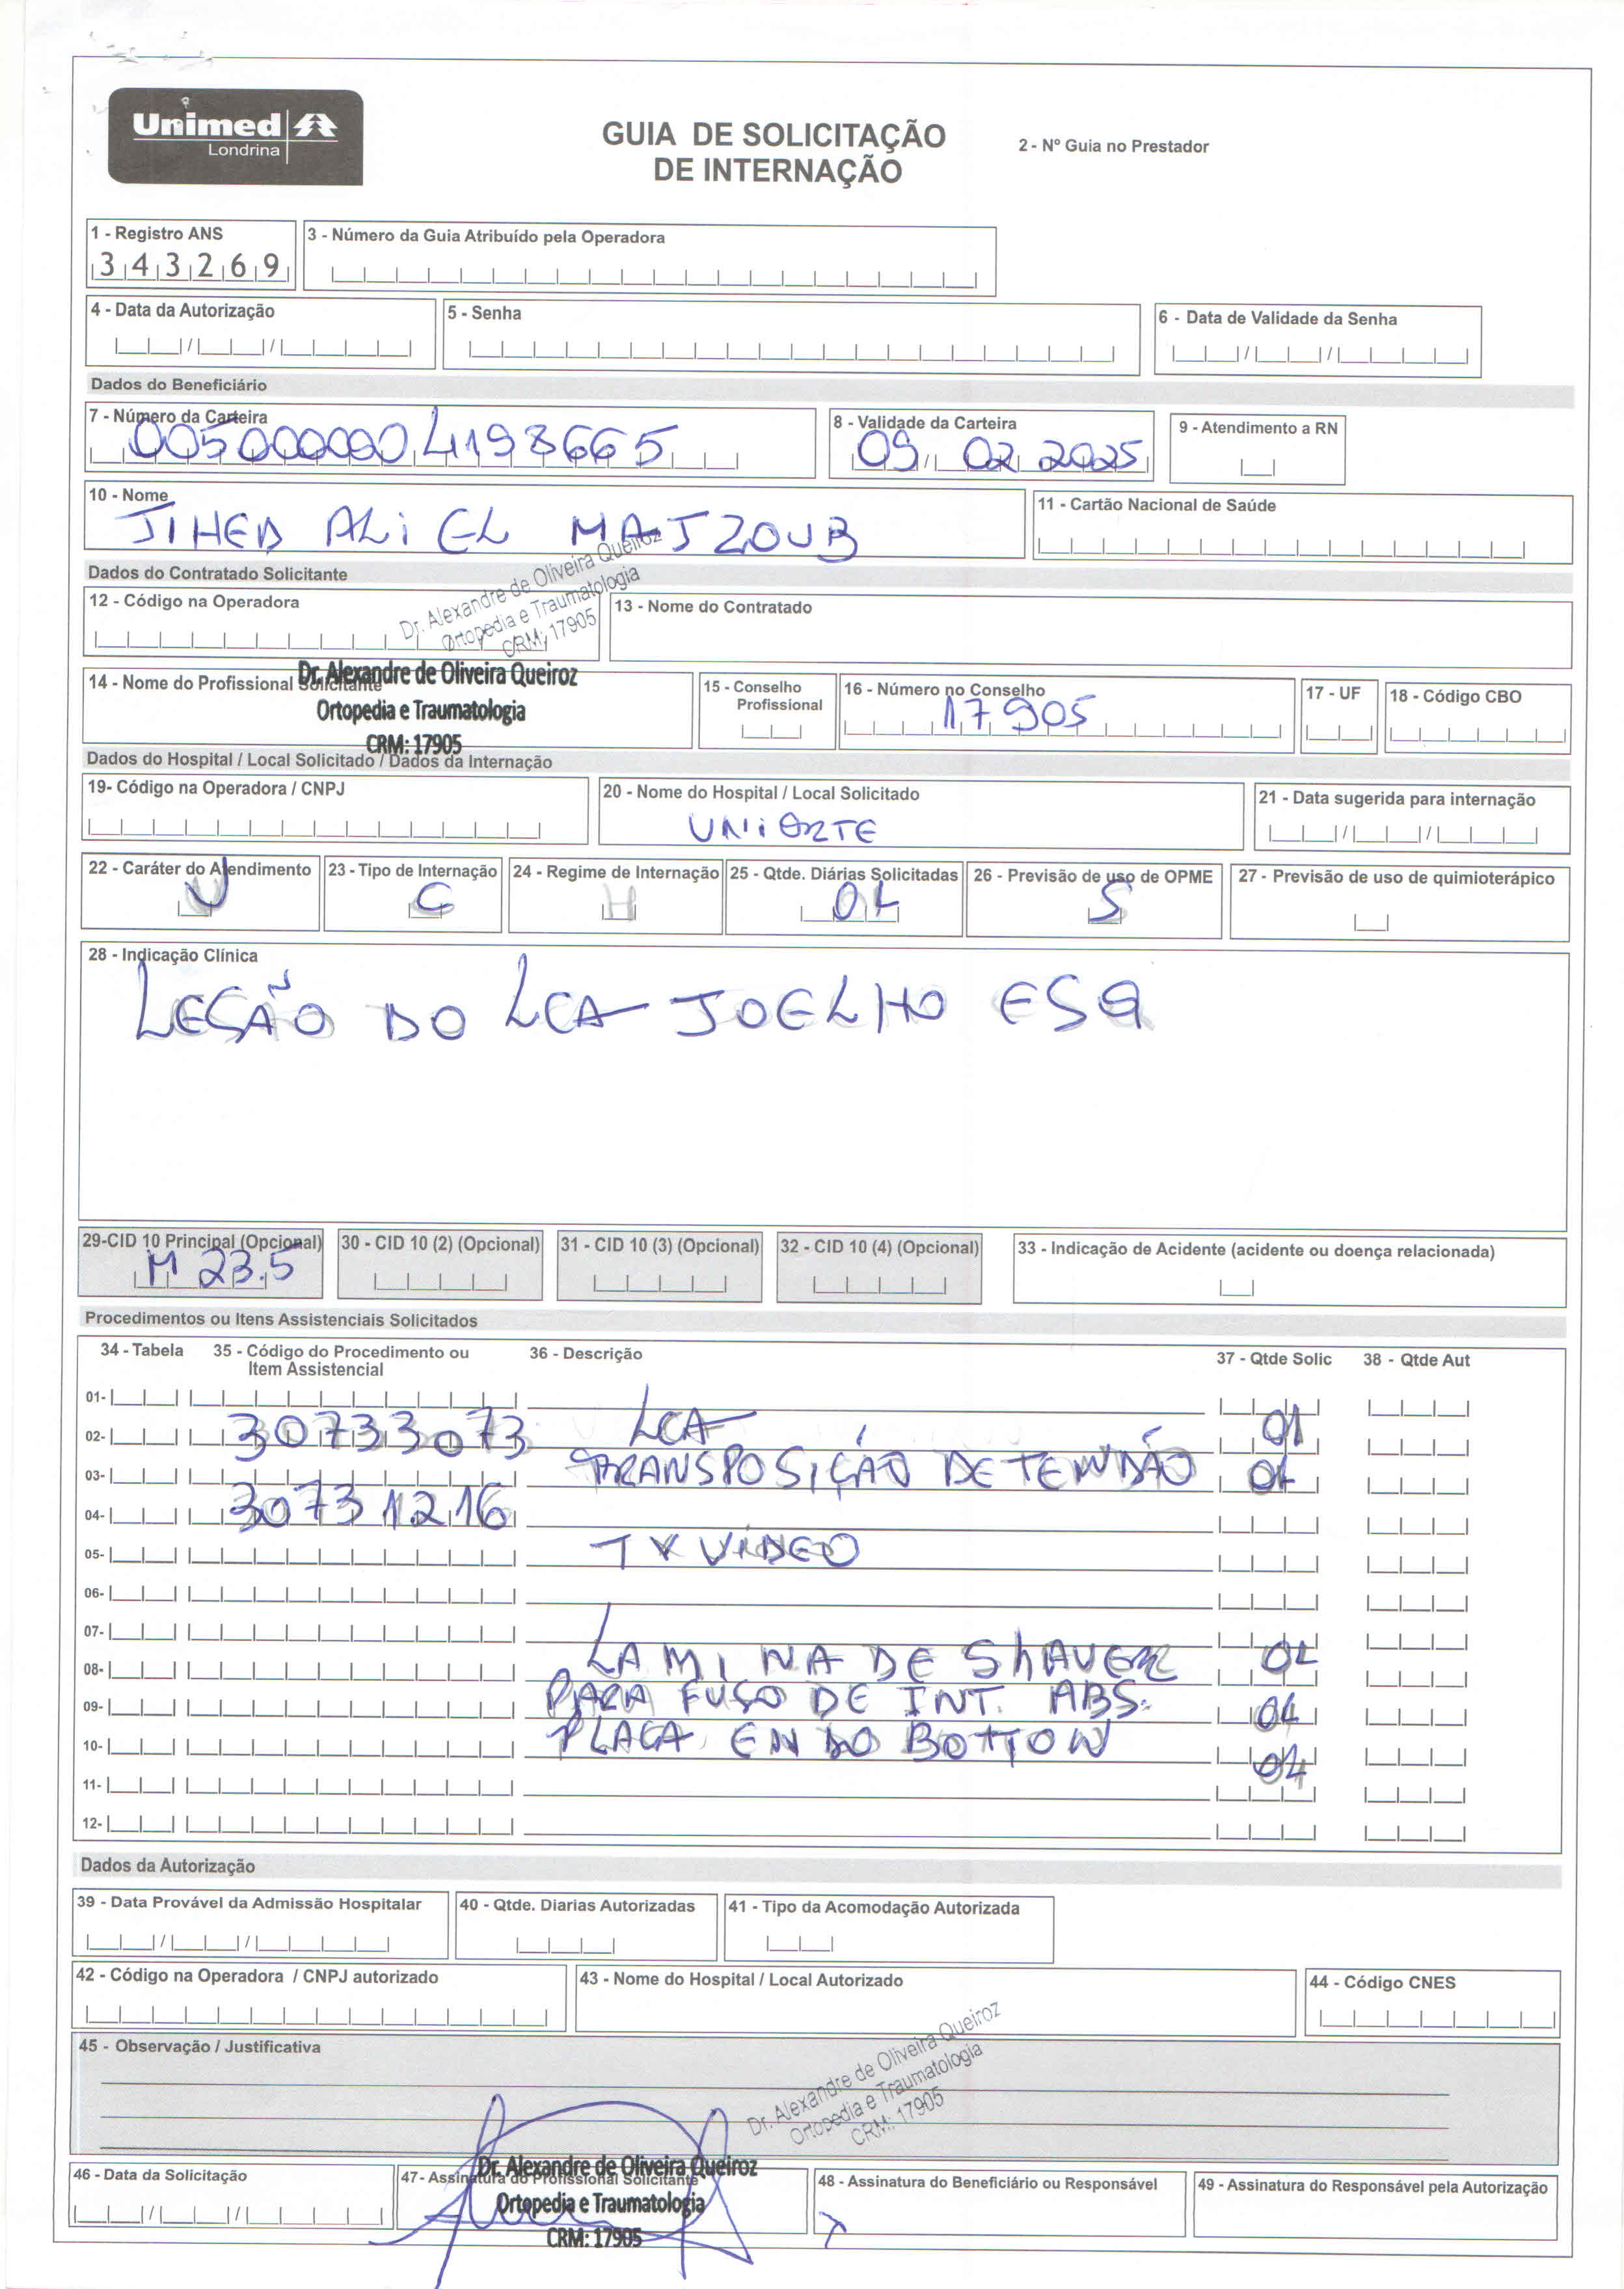 Unimed
Londrina
GUIA DE SOLICITAÇÃO
DE INTERNAÇÃO
2 - Nº Guia no Prestador
1 - Registro ANS
343269
3 - Número da Guia Atribuído pela Operadora
4 - Data da Autorização
5 - Senha
6 - Data de Validade da Senha
Dados do Beneficiário
7 - Número da Carteira
0050000004198665
8 - Validade da Carteira
09 02 2025
9 - Atendimento a RN
10 - Nome
JIHED ALI EL MAJZOUB
11 - Cartão Nacional de Saúde
Dados do Contratado Solicitante
12 - Código na Operadora
Dr. Alexandre de Oliveira Queiroz
Ortopedia e Traumatologia
CRM: 17905
13 - Nome do Contratado
14 - Nome do Profissional Solicitante
Dr. Alexandre de Oliveira Queiroz
Ortopedia e Traumatologia
CRM: 17905
15 - Conselho
Profissional
16 - Número no Conselho
17905
17 - UF
18 - Código CBO
Dados do Hospital / Local Solicitado / Dados da Internação
19- Código na Operadora / CNPJ
20 - Nome do Hospital / Local Solicitado
UNIORTE
21 - Data sugerida para internação
22 - Caráter do Atendimento
U
23 - Tipo de Internação
C
24 - Regime de Internação
H
25 - Qtde. Diárias Solicitadas
01
26 - Previsão de uso de OPME
S
27 - Previsão de uso de quimioterápico
28 - Indicação Clínica
LESÃO DO LCA JOELHO ESQ
29-CID 10 Principal (Opcional)
M 23.5
30 - CID 10 (2) (Opcional)
31 - CID 10 (3) (Opcional)
32 - CID 10 (4) (Opcional)
33 - Indicação de Acidente (acidente ou doença relacionada)
Procedimentos ou Itens Assistenciais Solicitados
34 - Tabela
35 - Código do Procedimento ou
Item Assistencial
36 - Descrição
37 - Qtde Solic
38 - Qtde Aut
01-
02- 30733073 LCA 01
03- TRANSPOSIÇÃO DE TENDÃO 01
04- 30731216
05- TX VIDEO
06-
07-
08- LAMINA DE SHAVER 01
09- PARAFUSO DE INT. ABS. 01
10- PLACA ENDO BOTTOW 01
11-
12-
Dados da Autorização
39 - Data Provável da Admissão Hospitalar
40 - Qtde. Diarias Autorizadas
41 - Tipo da Acomodação Autorizada
42 - Código na Operadora / CNPJ autorizado
43 - Nome do Hospital / Local Autorizado
44 - Código CNES
45 - Observação / Justificativa
Dr. Alexandre de Oliveira Queiroz
Ortopedia e Traumatologia
CRM: 17905
46 - Data da Solicitação
47- Assinatura do Profissional Solicitante
Dr. Alexandre de Oliveira Queiroz
Ortopedia e Traumatologia
CRM: 17905
48 - Assinatura do Beneficiário ou Responsável
49 - Assinatura do Responsável pela Autorização